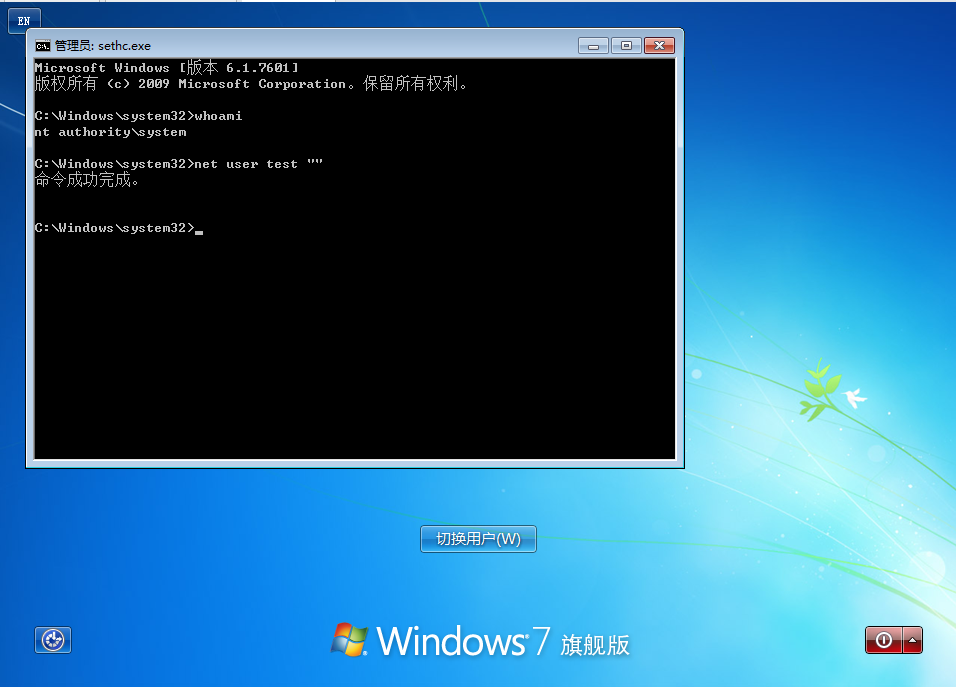 EN
管理员: sethc.exe
Microsoft Windows [版本 6.1.7601]
版权所有 (c) 2009 Microsoft Corporation。保留所有权利。
C:\Windows\system32>whoami
nt authority\system
C:\Windows\system32>net user test ""
命令成功完成。
C:\Windows\system32>
切换用户(W)
Windows 7 旗舰版